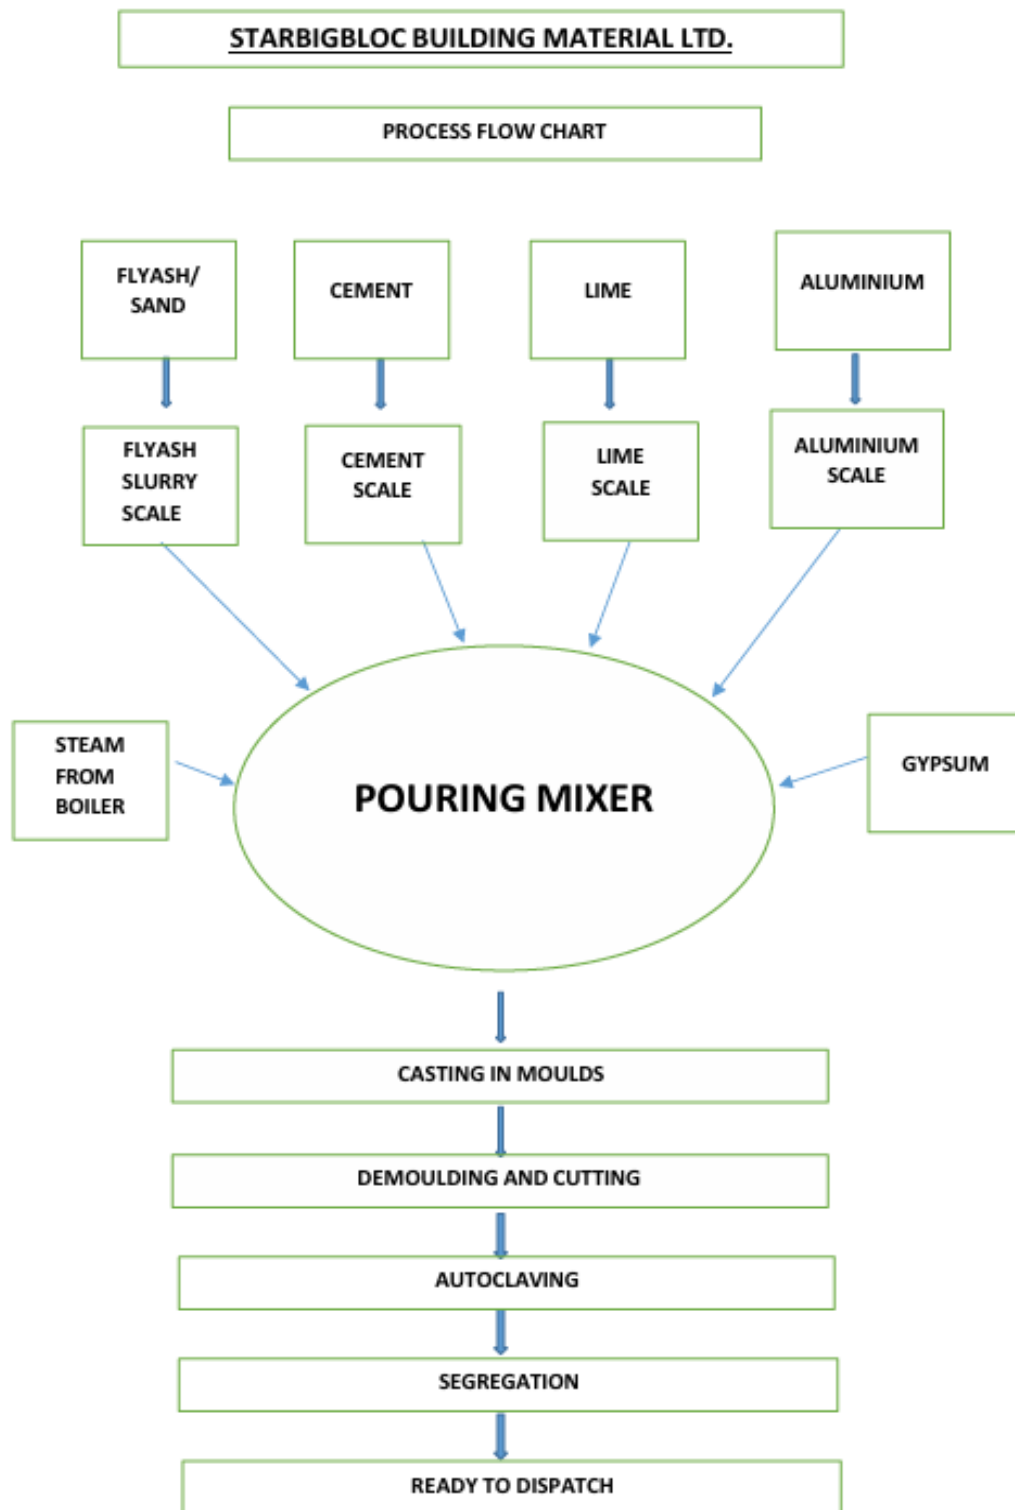 STARBIGBLOC BUILDING MATERIAL LTD.
PROCESS FLOW CHART
FLYASH/
SAND
CEMENT
LIME
ALUMINIUM
FLYASH
SLURRY
SCALE
CEMENT
SCALE
LIME
SCALE
ALUMINIUM
SCALE
STEAM
FROM
BOILER
POURING MIXER
GYPSUM
CASTING IN MOULDS
DEMOULDING AND CUTTING
AUTOCLAVING
SEGREGATION
READY TO DISPATCH